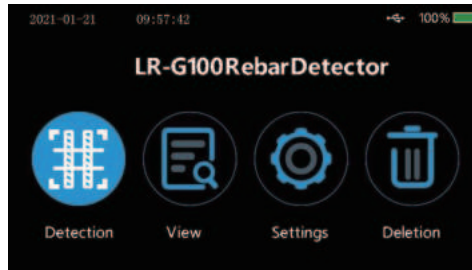 2021-01-21 09:57:42 100%
LR-G100RebarDetector
Detection View Settings Deletion